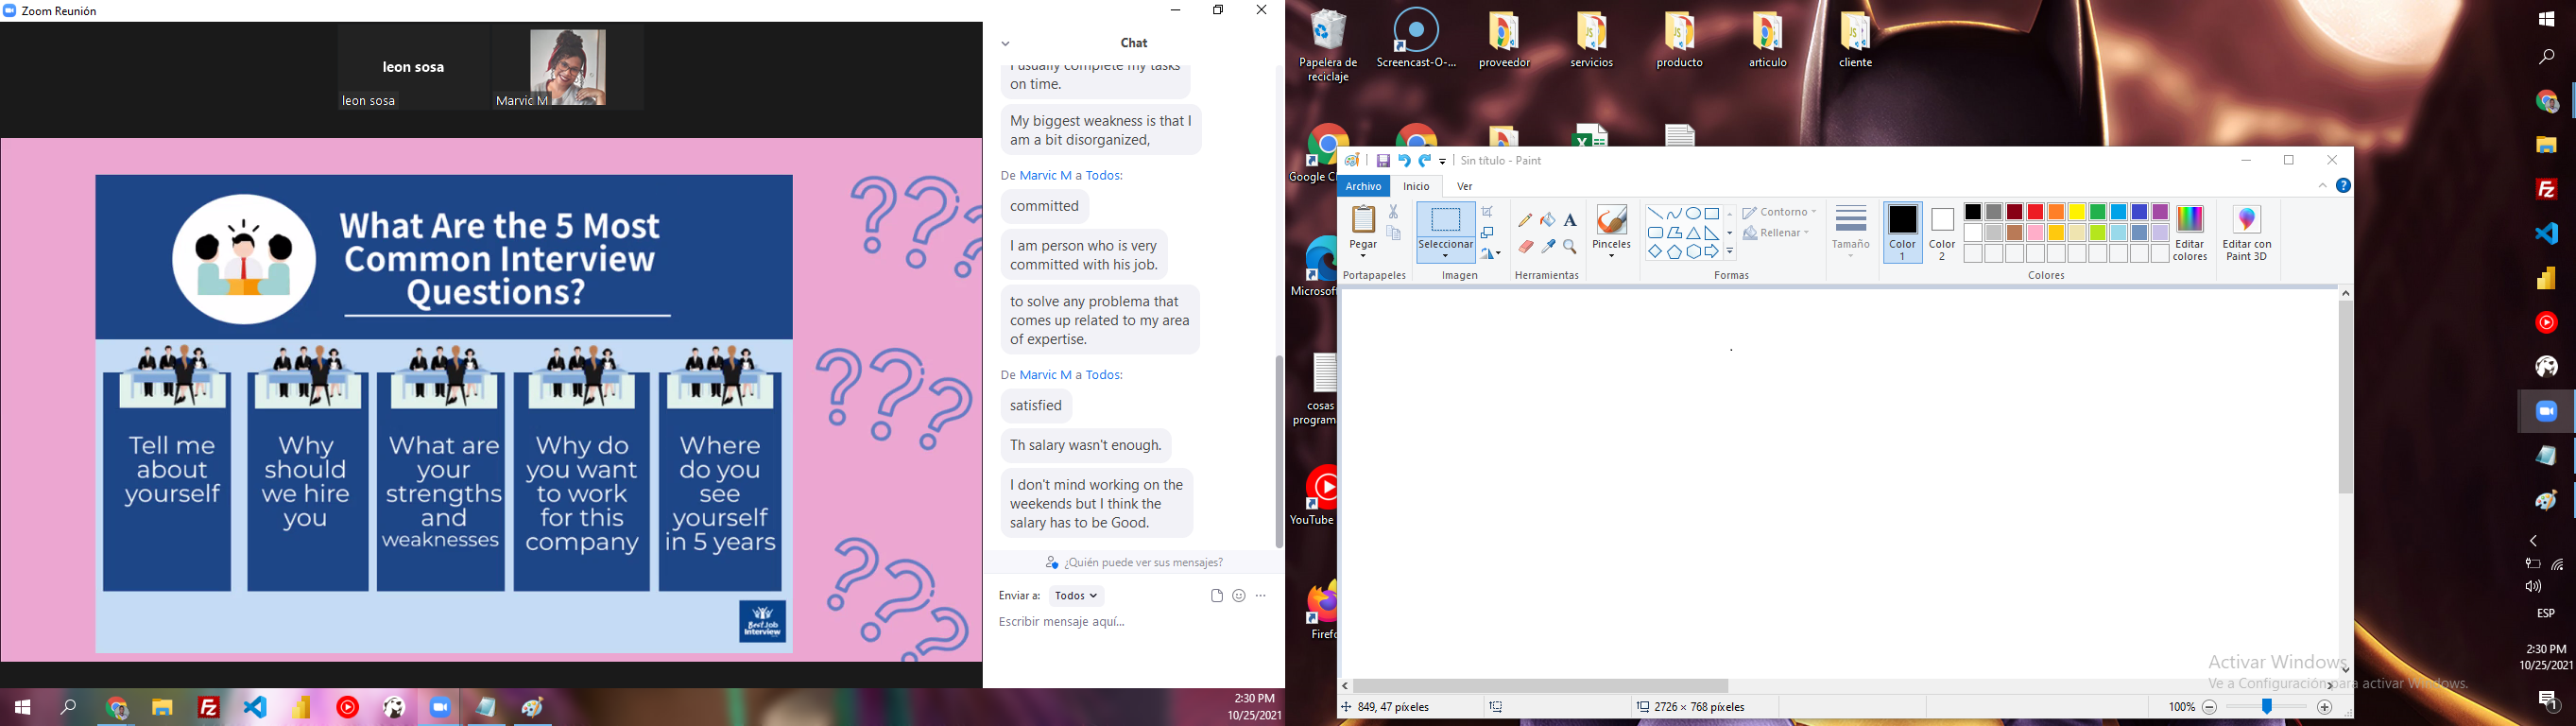 Zoom Reunión
leon sosa
leon sosa
Marvic M
What Are the 5 Most
Common Interview
Questions?
Tell me
about
yourself
Why
should
we hire
you
What are
your
strengths
and
weaknesses
Why do
you want
to work
for this
company
Where
do you
see
yourself
in 5 years
Best Job
Interview
Chat
I usually complete my tasks
on time.
My biggest weakness is that I
am a bit disorganized,
De Marvic M a Todos:
committed
I am person who is very
committed with his job.
to solve any problema that
comes up related to my area
of expertise.
De Marvic M a Todos:
satisfied
Th salary wasn't enough.
I don't mind working on the
weekends but I think the
salary has to be Good.
¿Quién puede ver sus mensajes?
Enviar a: Todos
Escribir mensaje aquí...
2:30 PM
10/25/2021
Papelera de
reciclaje
Screencast-O-...
proveedor
servicios
producto
articulo
cliente
Google C
Microsoft
cosas
program
YouTube
Firefo
Sin título - Paint
Archivo
Inicio
Ver
Pegar
Portapapeles
Seleccionar
Imagen
Herramientas
Pinceles
Contorno
Rellenar
Formas
Tamaño
Color
1
Color
2
Editar
colores
Colores
Editar con
Paint 3D
849, 47 píxeles
2726 × 768 píxeles
100%
Activar Windows
Ve a Configuración para activar Windows.
ESP
2:30 PM
10/25/2021
1